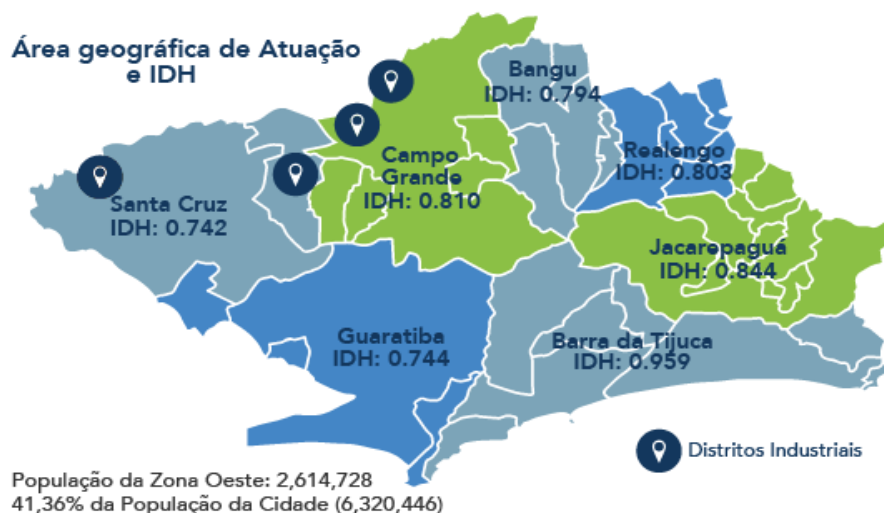 Área geográfica de Atuação
e IDH
Bangu
IDH: 0.794
Realengo
IDH: 0.803
Campo
Grande
IDH: 0.810
Santa Cruz
IDH: 0.742
Jacarepaguá
IDH: 0.844
Guaratiba
IDH: 0.744
Barra da Tijuca
IDH: 0.959
Distritos Industriais
População da Zona Oeste: 2,614,728
41,36% da População da Cidade (6,320,446)